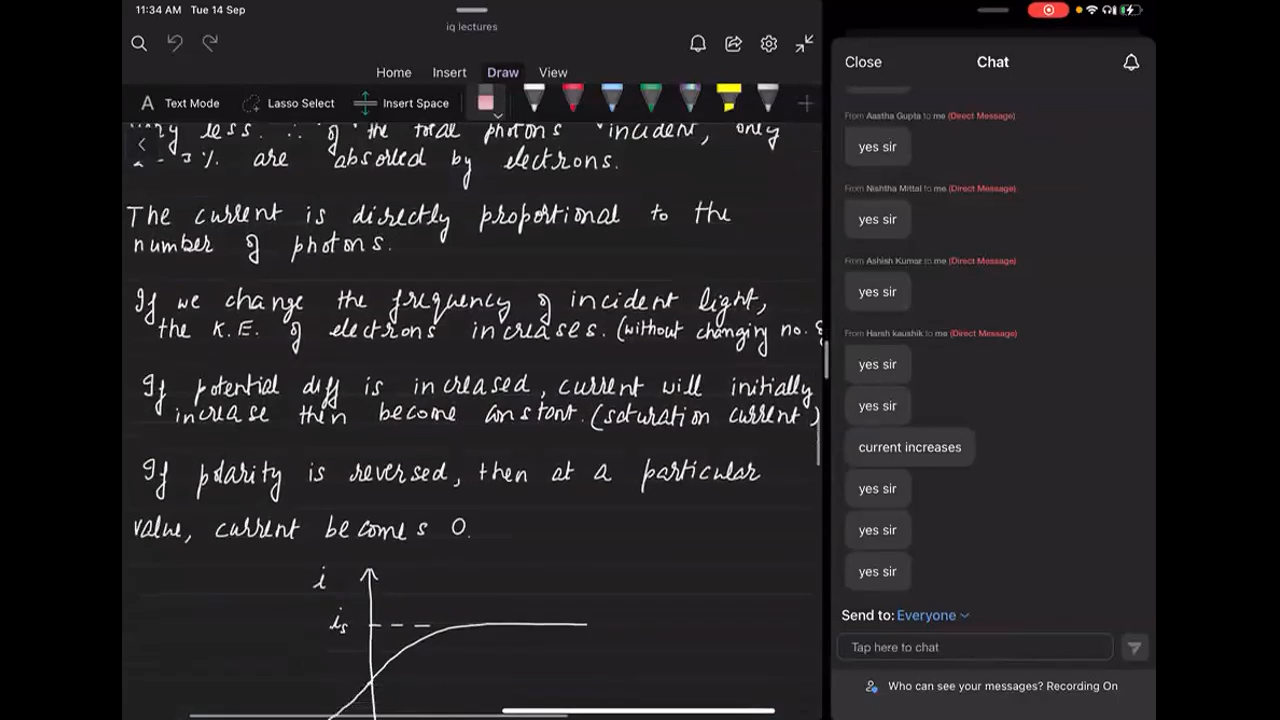 11:34 AM Tue 14 Sep
iq lectures
Home Insert Draw View
Text Mode Lasso Select Insert Space
less. ∴ of the total photons incident, only
3% are absorbed by electrons.
The current is directly proportional to the
number of photons.
If we change the frequency of incident light,
the K.E. of electrons increases. (without changing no.
If potential diff is increased, current will initially
increase then become constant. (saturation current)
If polarity is reversed, then at a particular
value, current becomes 0.
i
is
Close Chat
From Aastha Gupta to me (Direct Message)
yes sir
From Nishtha Mittal to me (Direct Message)
yes sir
From Ashish Kumar to me (Direct Message)
yes sir
From Harsh kaushik to me (Direct Message)
yes sir
yes sir
current increases
yes sir
yes sir
yes sir
Send to: Everyone
Tap here to chat
Who can see your messages? Recording On